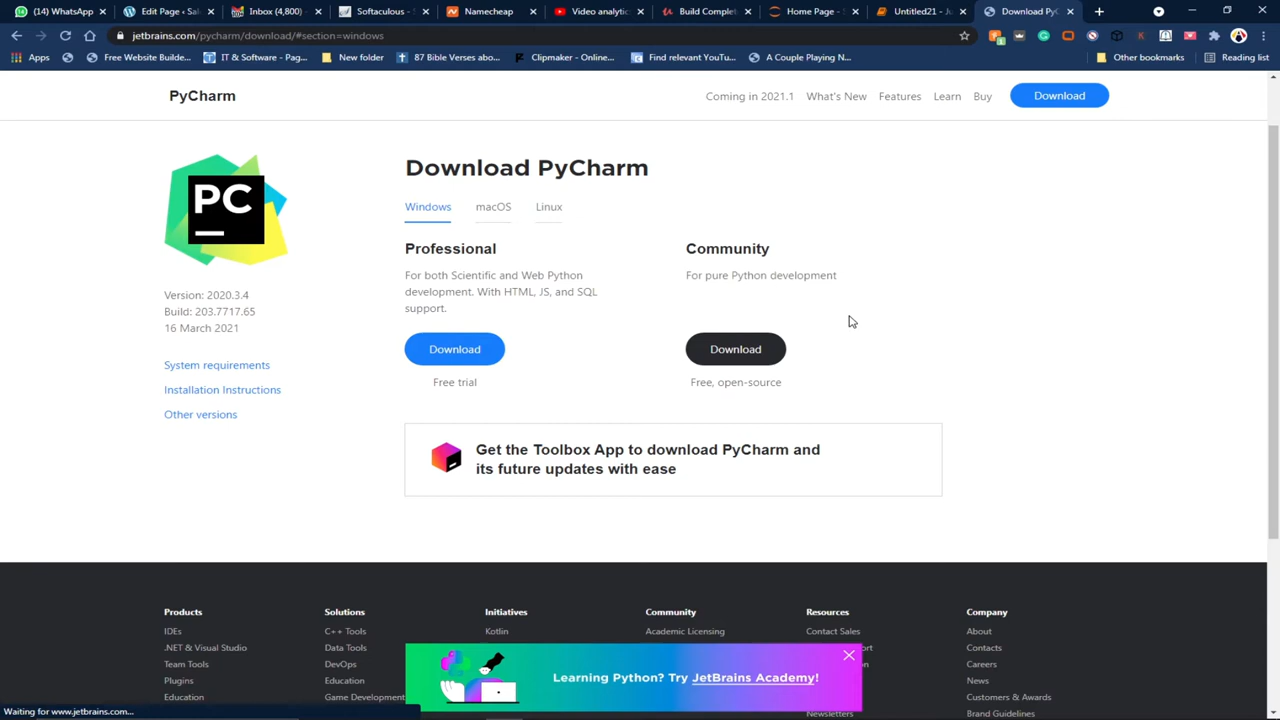 (14) WhatsApp
Edit Page ‹ Sal
Inbox (4,800)
Softaculous - S
Namecheap
Video analytic
Build Complet
Home Page - S
Untitled21 - Ju
Download PyC
jetbrains.com/pycharm/download/#section=windows
Apps
Free Website Builde...
IT & Software - Pag...
New folder
87 Bible Verses abo...
Clipmaker - Online...
Find relevant YouTu...
A Couple Playing N...
Other bookmarks
Reading list
PyCharm
Coming in 2021.1
What's New
Features
Learn
Buy
Download
PC
Download PyCharm
Windows
macOS
Linux
Professional
For both Scientific and Web Python
development. With HTML, JS, and SQL
support.
Download
Free trial
Community
For pure Python development
Download
Free, open-source
Version: 2020.3.4
Build: 203.7717.65
16 March 2021
System requirements
Installation Instructions
Other versions
Get the Toolbox App to download PyCharm and
its future updates with ease
Products
IDEs
.NET & Visual Studio
Team Tools
Plugins
Education
Solutions
C++ Tools
Data Tools
DevOps
Education
Game Development
Initiatives
Kotlin
Community
Academic Licensing
Resources
Contact Sales
Newsletters
Company
About
Contacts
Careers
News
Customers & Awards
Brand Guidelines
Learning Python? Try JetBrains Academy!
Waiting for www.jetbrains.com...